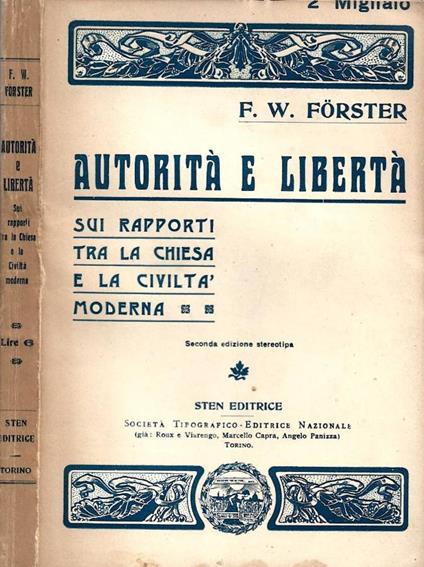 F. W.
FÖRSTER
AUTORITÀ
e
LIBERTÀ
Sui
rapporti
tra la Chiesa
e la
Civiltà
moderna
Lire 6
STEN
EDITRICE
TORINO
2° Migliaio
F. W. FÖRSTER
AUTORITÀ E LIBERTÀ
SUI RAPPORTI
TRA LA CHIESA
E LA CIVILTA'
MODERNA
Seconda edizione stereotipa
STEN EDITRICE
SOCIETÀ TIPOGRAFICO-EDITRICE NAZIONALE
(già: Roux e Viarengo, Marcello Capra, Angelo Panizza)
TORINO.